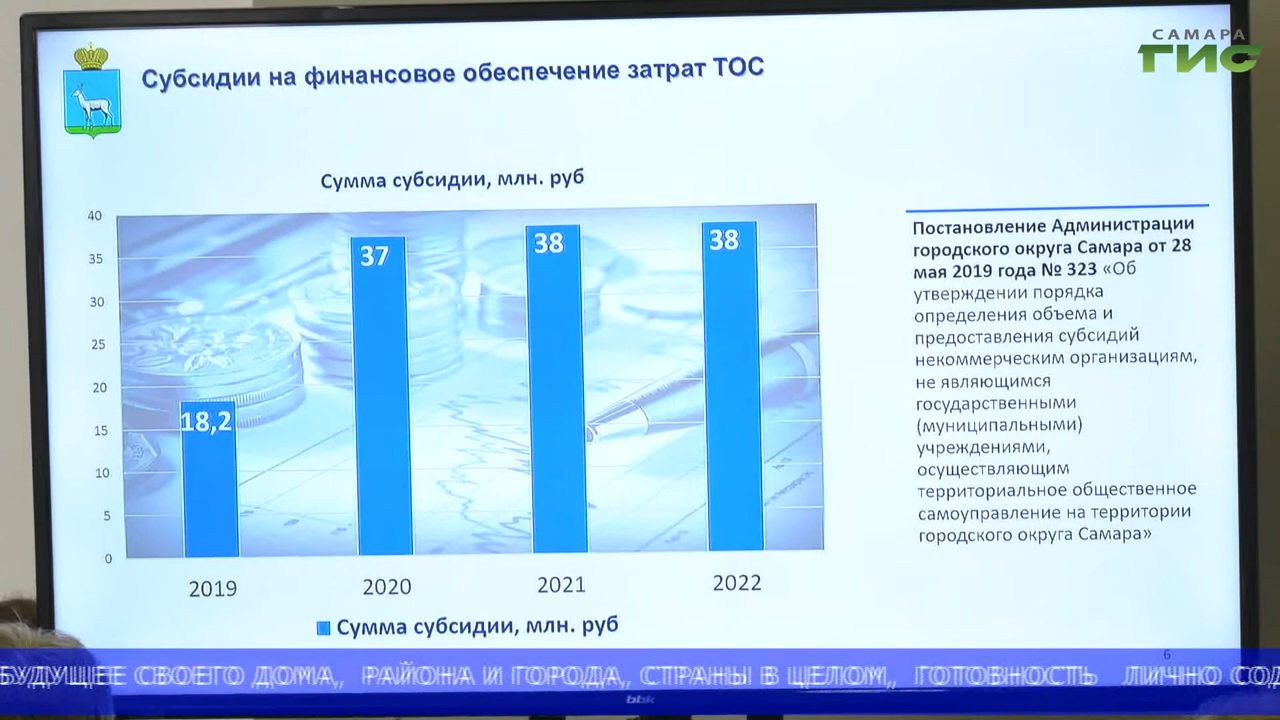 САМАРА
ГИС
Субсидии на финансовое обеспечение затрат ТОС
Сумма субсидии, млн. руб
40
35
30
25
20
15
10
5
0
18,2
37
38
38
2019
2020
2021
2022
Сумма субсидии, млн. руб
Постановление Администрации
городского округа Самара от 28
мая 2019 года № 323 «Об
утверждении порядка
определения объема и
предоставления субсидий
некоммерческим организациям,
не являющимся
государственными
(муниципальными)
учреждениями,
осуществляющим
территориальное общественное
самоуправление на территории
городского округа Самара»
6
БУДУЩЕЕ СВОЕГО ДОМА, РАЙОНА И ГОРОДА, СТРАНЫ В ЦЕЛОМ, ГОТОВНОСТЬ ЛИЧНО СОД
bbk